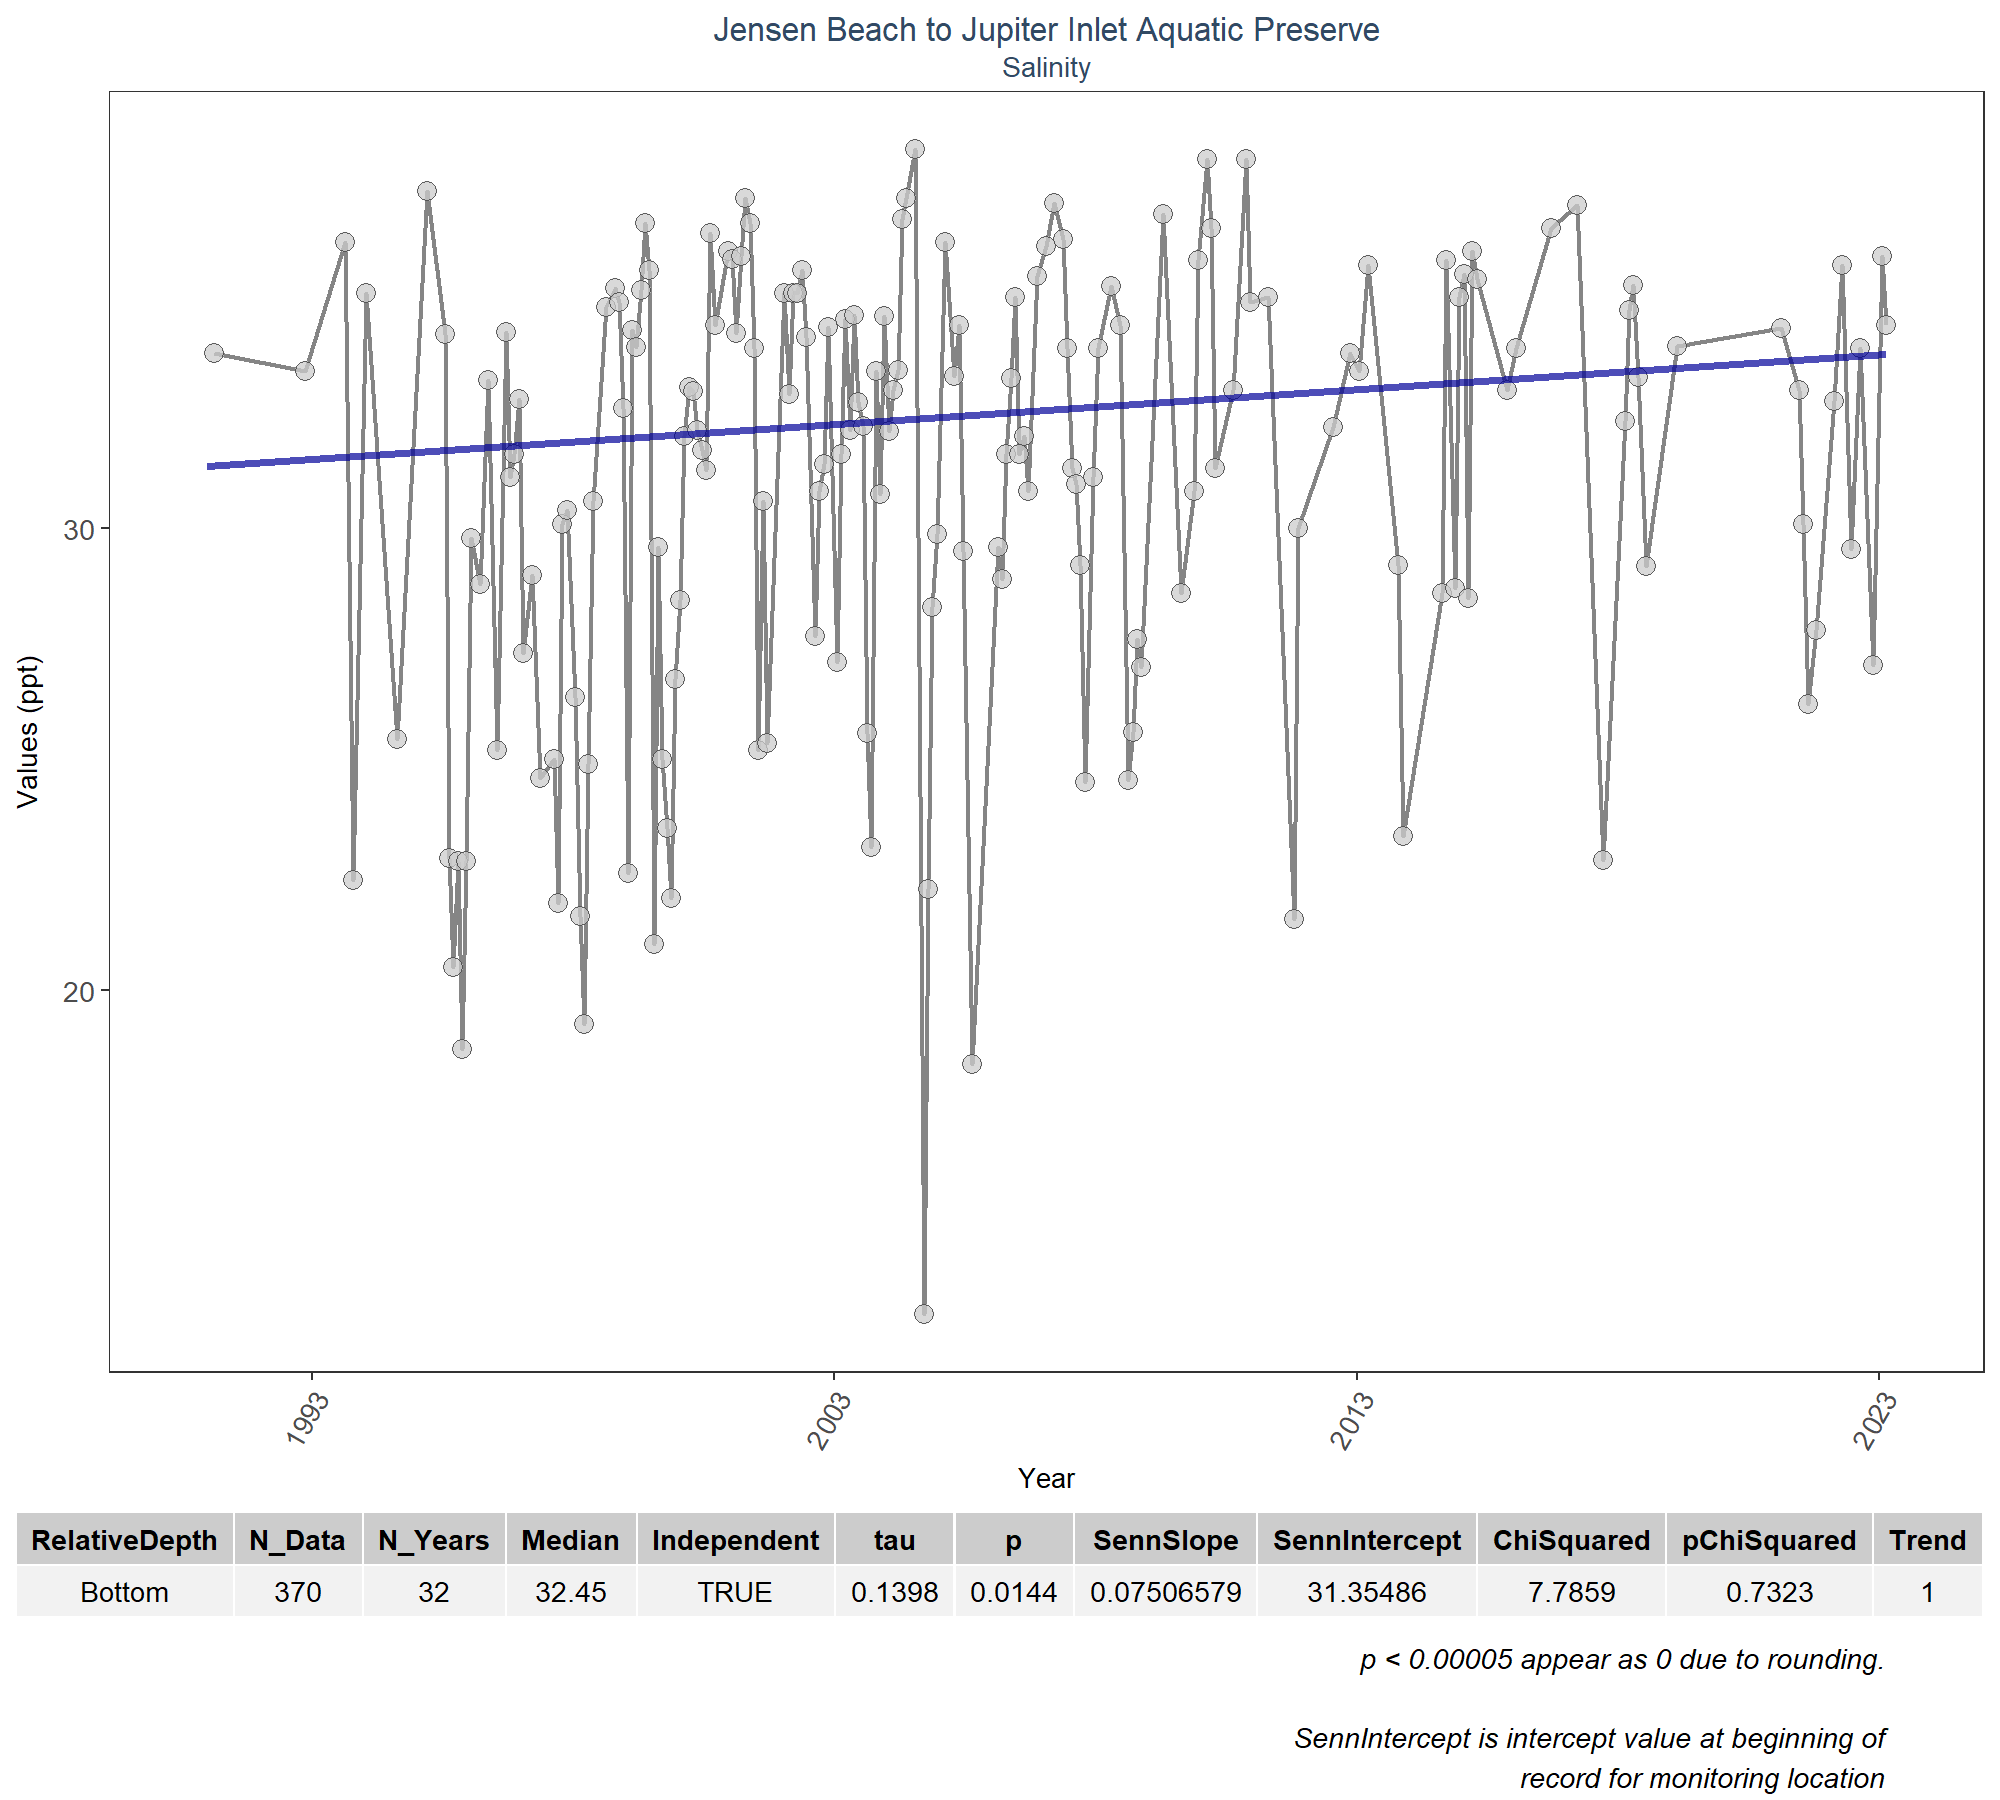 Jensen Beach to Jupiter Inlet Aquatic Preserve
Salinity
Values (ppt)
30
20
1993
2003
2013
2023
Year
RelativeDepth N_Data N_Years Median Independent tau p SennSlope SennIntercept ChiSquared pChiSquared Trend
Bottom 370 32 32.45 TRUE 0.1398 0.0144 0.07506579 31.35486 7.7859 0.7323 1
p < 0.00005 appear as 0 due to rounding.
SennIntercept is intercept value at beginning of
record for monitoring location